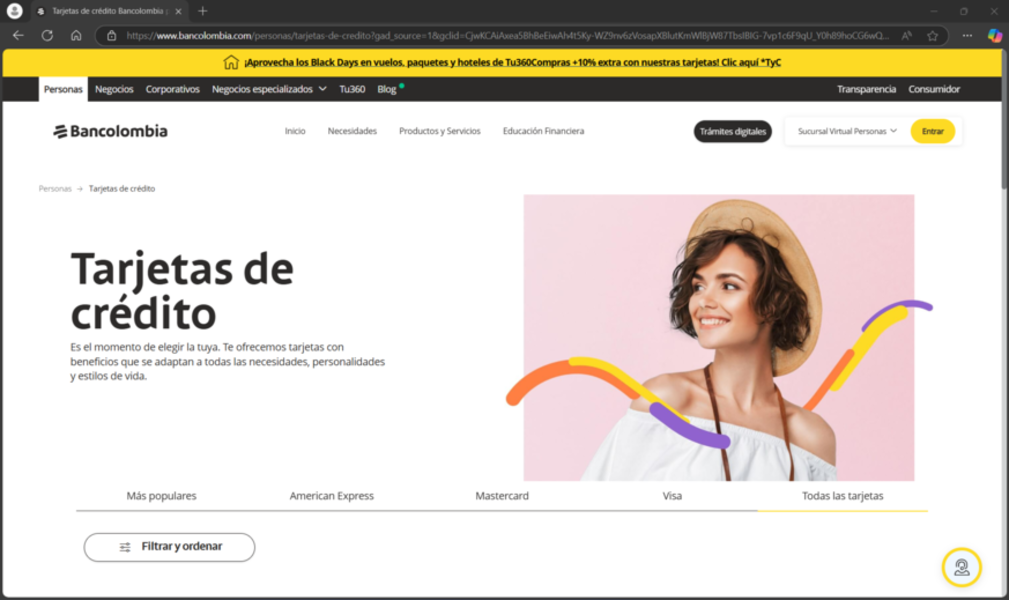 Tarjetas de crédito Bancolombia
https://www.bancolombia.com/personas/tarjetas-de-credito?gad_source=1&gclid=
¡Aprovecha los Black Days en vuelos, paquetes y hoteles de Tu360Compras +10% extra con nuestras tarjetas! Clic aquí *TyC
Personas Negocios Corporativos Negocios especializados Tu360 Blog Transparencia Consumidor
Bancolombia Inicio Necesidades Productos y Servicios Educación Financiera Trámites digitales Sucursal Virtual Personas Entrar
Personas → Tarjetas de crédito
Tarjetas de
crédito
Es el momento de elegir la tuya. Te ofrecemos tarjetas con
beneficios que se adaptan a todas las necesidades, personalidades
y estilos de vida.
Más populares American Express Mastercard Visa Todas las tarjetas
Filtrar y ordenar